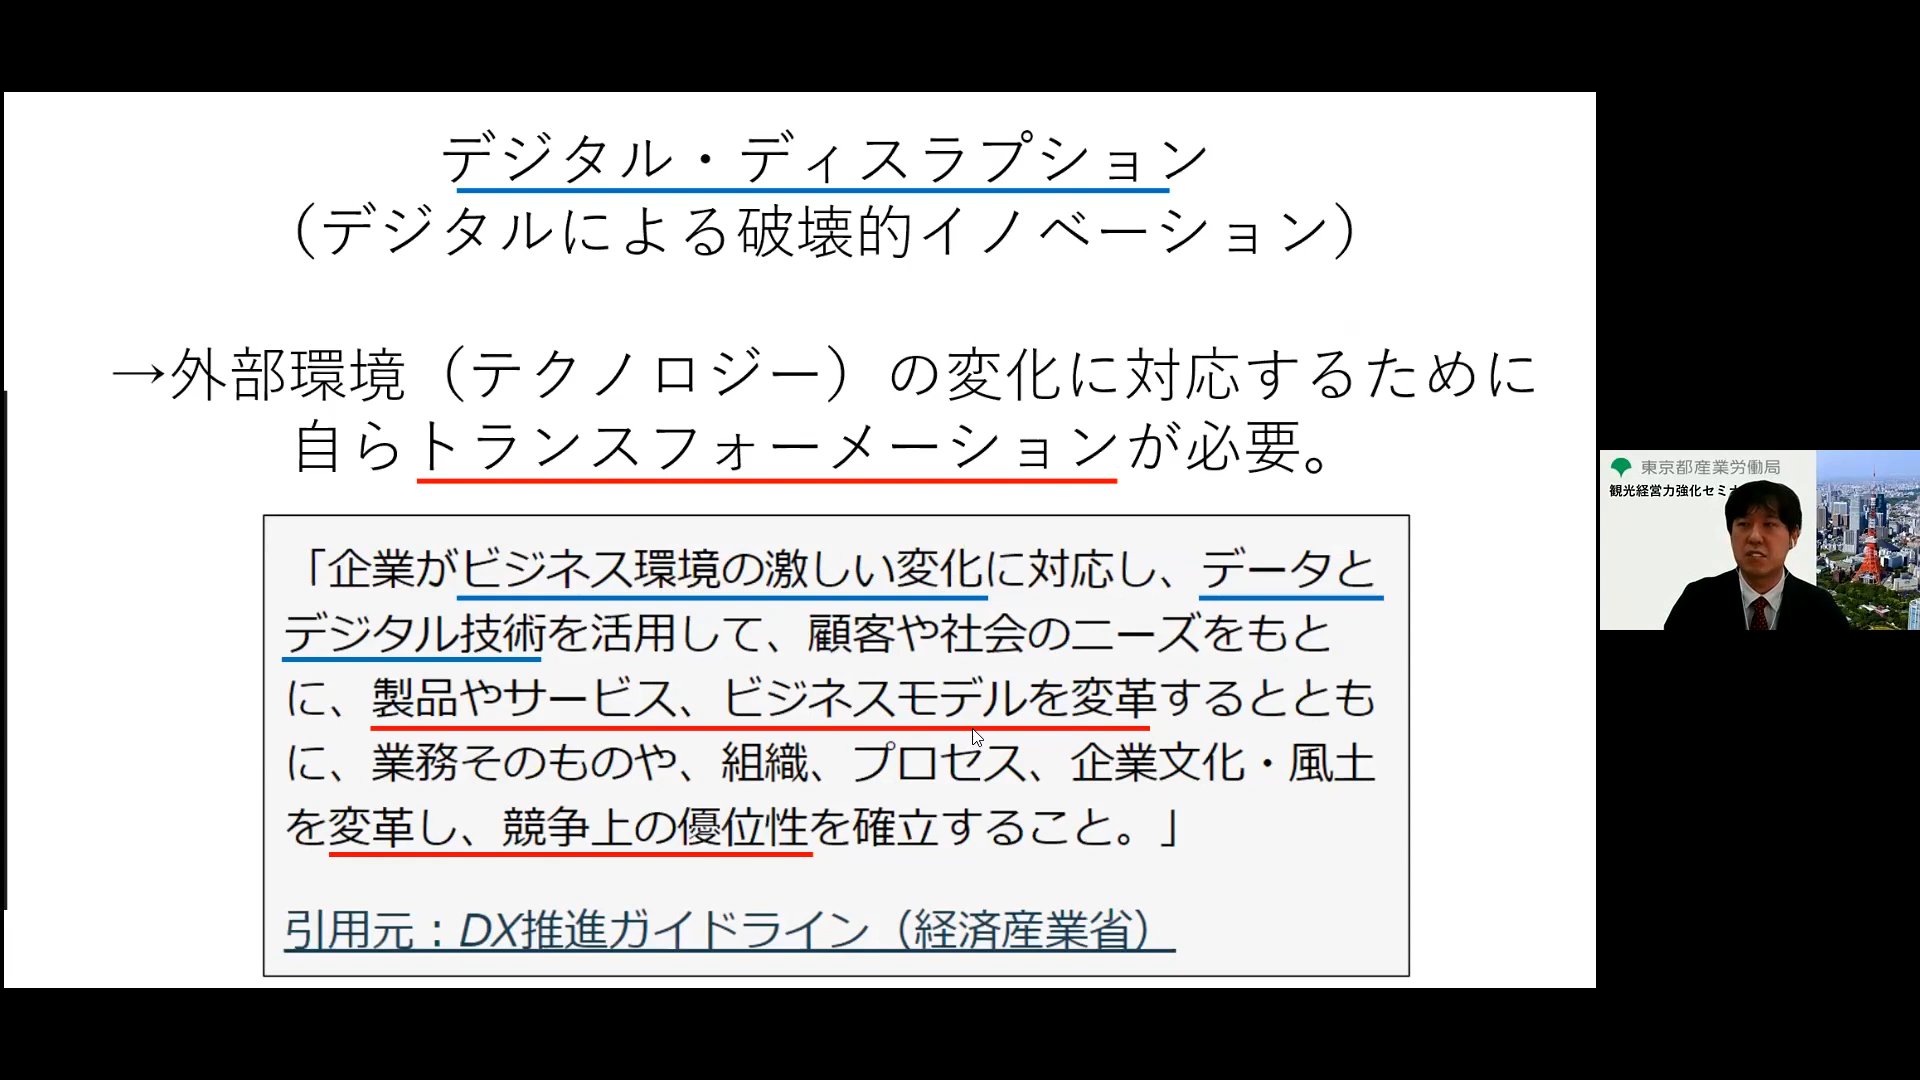 デジタル・ディスラプション
（デジタルによる破壊的イノベーション）
→外部環境（テクノロジー）の変化に対応するために
自らトランスフォーメーションが必要。
「企業がビジネス環境の激しい変化に対応し、データと
デジタル技術を活用して、顧客や社会のニーズをもと
に、製品やサービス、ビジネスモデルを変革するととも
に、業務そのものや、組織、プロセス、企業文化・風土
を変革し、競争上の優位性を確立すること。」
引用元：DX推進ガイドライン（経済産業省）
東京都産業労働局
観光経営力強化セミ